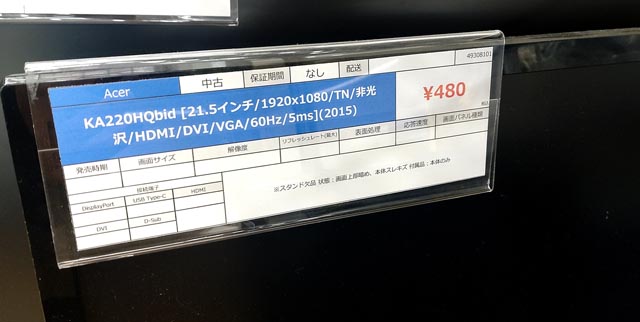 49308101
Acer 中古 保証期間 なし 配送
KA220HQbid [21.5インチ/1920x1080/TN/非光
沢/HDMI/DVI/VGA/60Hz/5ms](2015)
¥480
税込
発売時期 画面サイズ 解像度 リフレッシュレート(最大) 表面処理 応答速度 画面パネル種類
接続端子
DisplayPort USB Type-C HDMI
DVI D-Sub
※スタンド欠品 状態：画面上部暗め、本体スレキズ 付属品：本体のみ